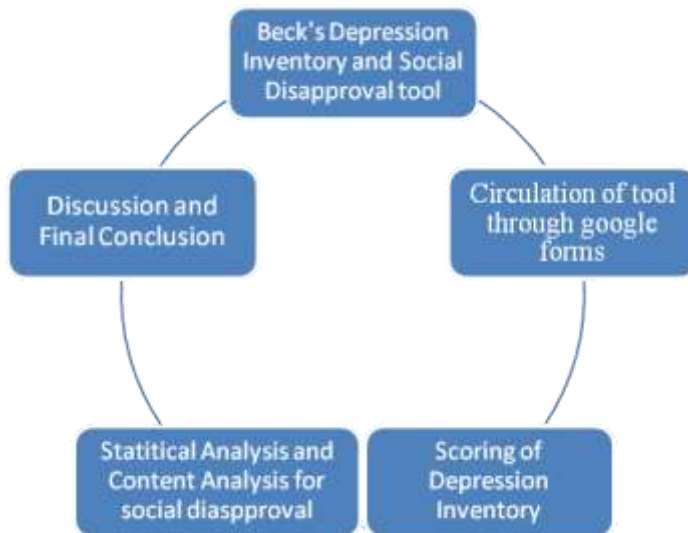 Beck's Depression
Inventory and Social
Disapproval tool
Circulation of tool
through google
forms
Scoring of
Depression
Inventory
Statitical Analysis and
Content Analysis for
social diaspproval
Discussion and
Final Conclusion